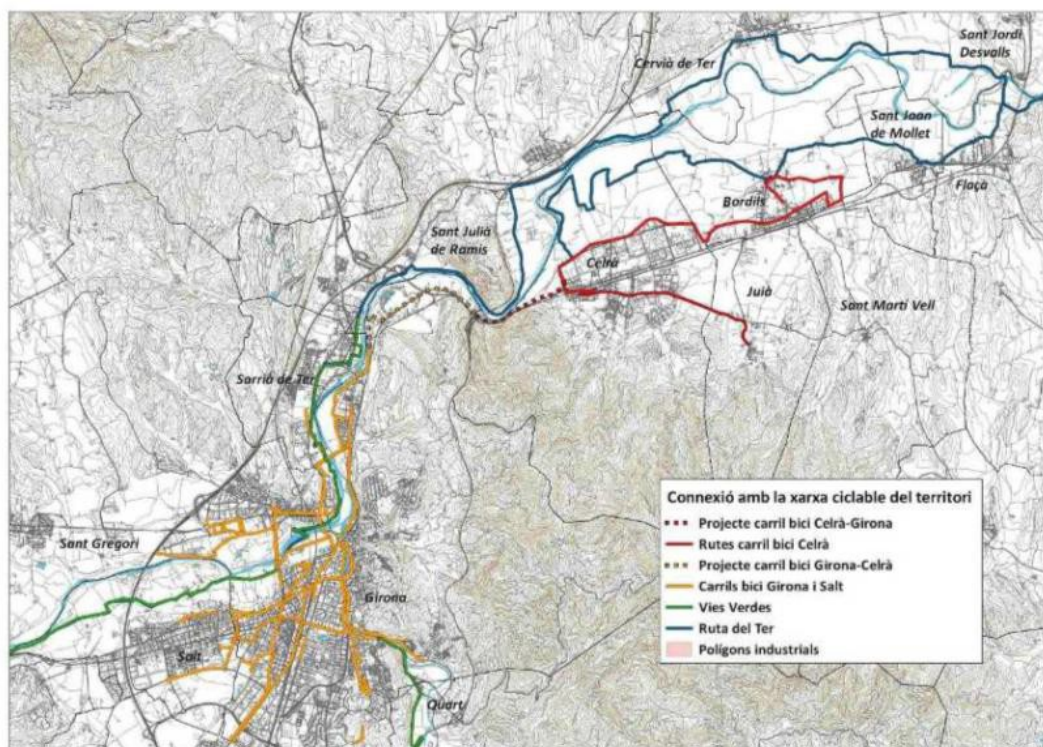 Sant Jordi
Desvalls
Cervià de Ter
Sant Joan
de Mollet
Flaçà
Bordils
Sant Julià
de Ramis
Celrà
Juià
Sant Martí Vell
Sarrià de Ter
Connexió amb la xarxa ciclable del territori
Projecte carril bici Celrà-Girona
Rutes carril bici Celrà
Projecte carril bici Girona-Celrà
Carrils bici Girona i Salt
Vies Verdes
Ruta del Ter
Polígons industrials
Sant Gregori
Girona
Salt
Quart